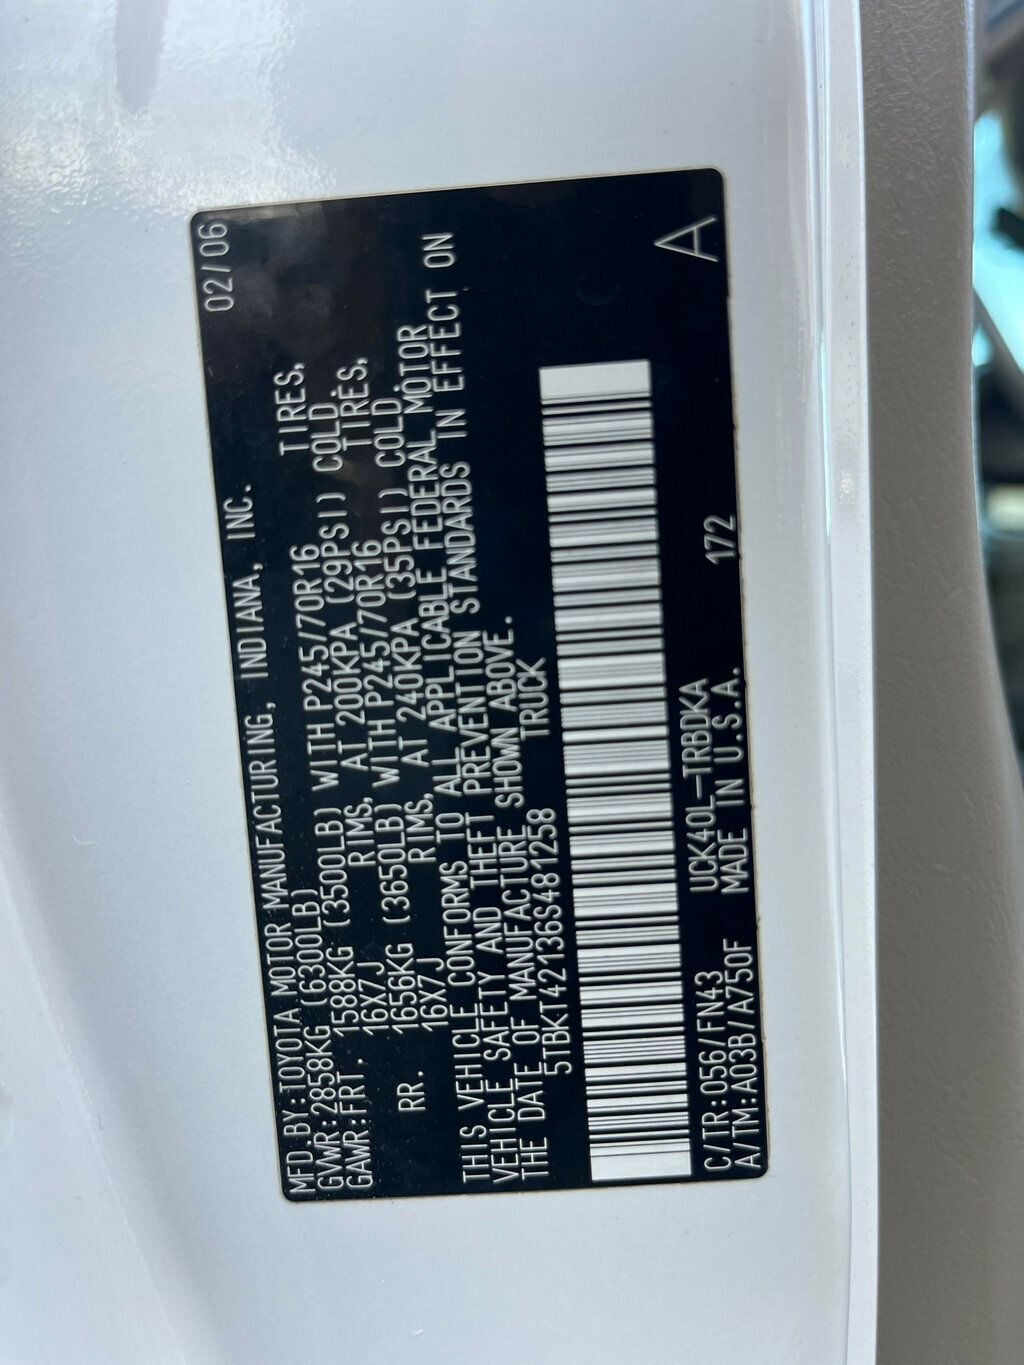 MFD.BY:TOYOTA MOTOR MANUFACTURING, INDIANA, INC. 02/06
GVWR:2858KG (6300LB)
GAWR:FRT. 1588KG (3500LB) WITH P245/70R16 TIRES,
16X7J RIMS, AT 200KPA (29PSI) COLD.
RR. 1656KG (3650LB) WITH P245/70R16 TIRES,
16X7J RIMS, AT 240KPA (35PSI) COLD.
THIS VEHICLE CONFORMS TO ALL APPLICABLE FEDERAL MOTOR
VEHICLE SAFETY AND THEFT PREVENTION STANDARDS IN EFFECT ON
THE DATE OF MANUFACTURE SHOWN ABOVE.
5TBKT42136S481258 TRUCK
C/TR:056/FN43 UCK40L-TRBDKA 172 A
A/TM:A03B/A750F MADE IN U.S.A.